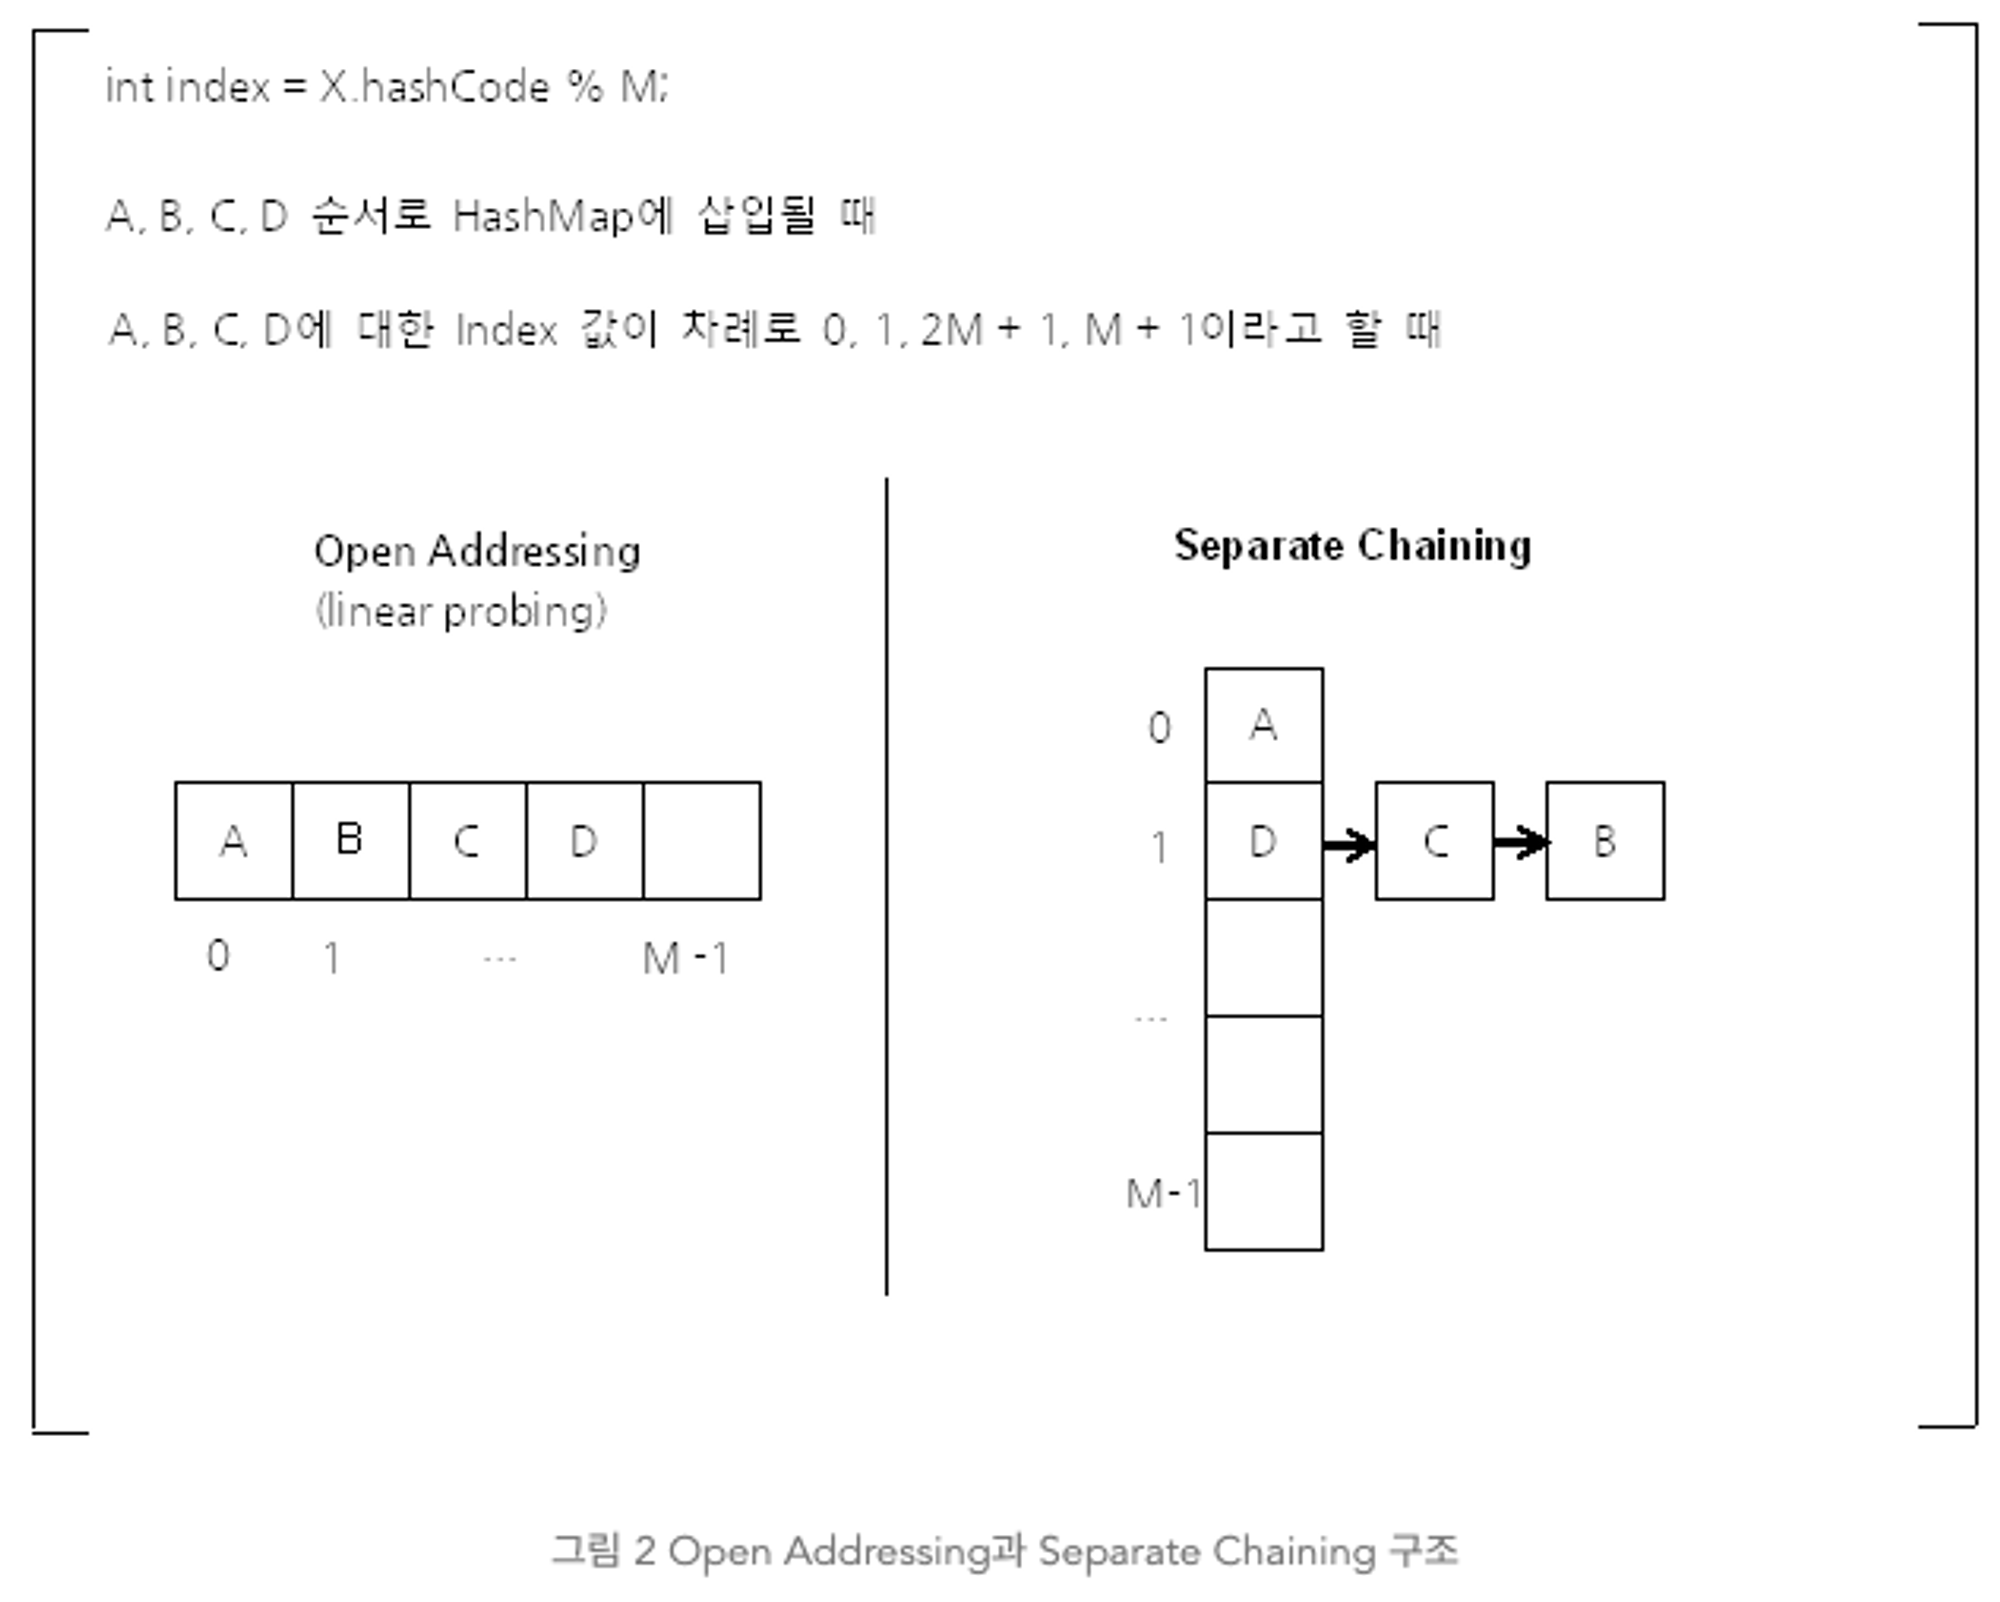 int index = X.hashCode % M;
A, B, C, D 순서로 HashMap에 삽입될 때
A, B, C, D에 대한 Index 값이 차례로 0, 1, 2M + 1, M + 1이라고 할 때
Open Addressing
(linear probing)
A B C D
0 1 ... M -1
Separate Chaining
0 A
1 D C B
...
M-1
그림 2 Open Addressing과 Separate Chaining 구조